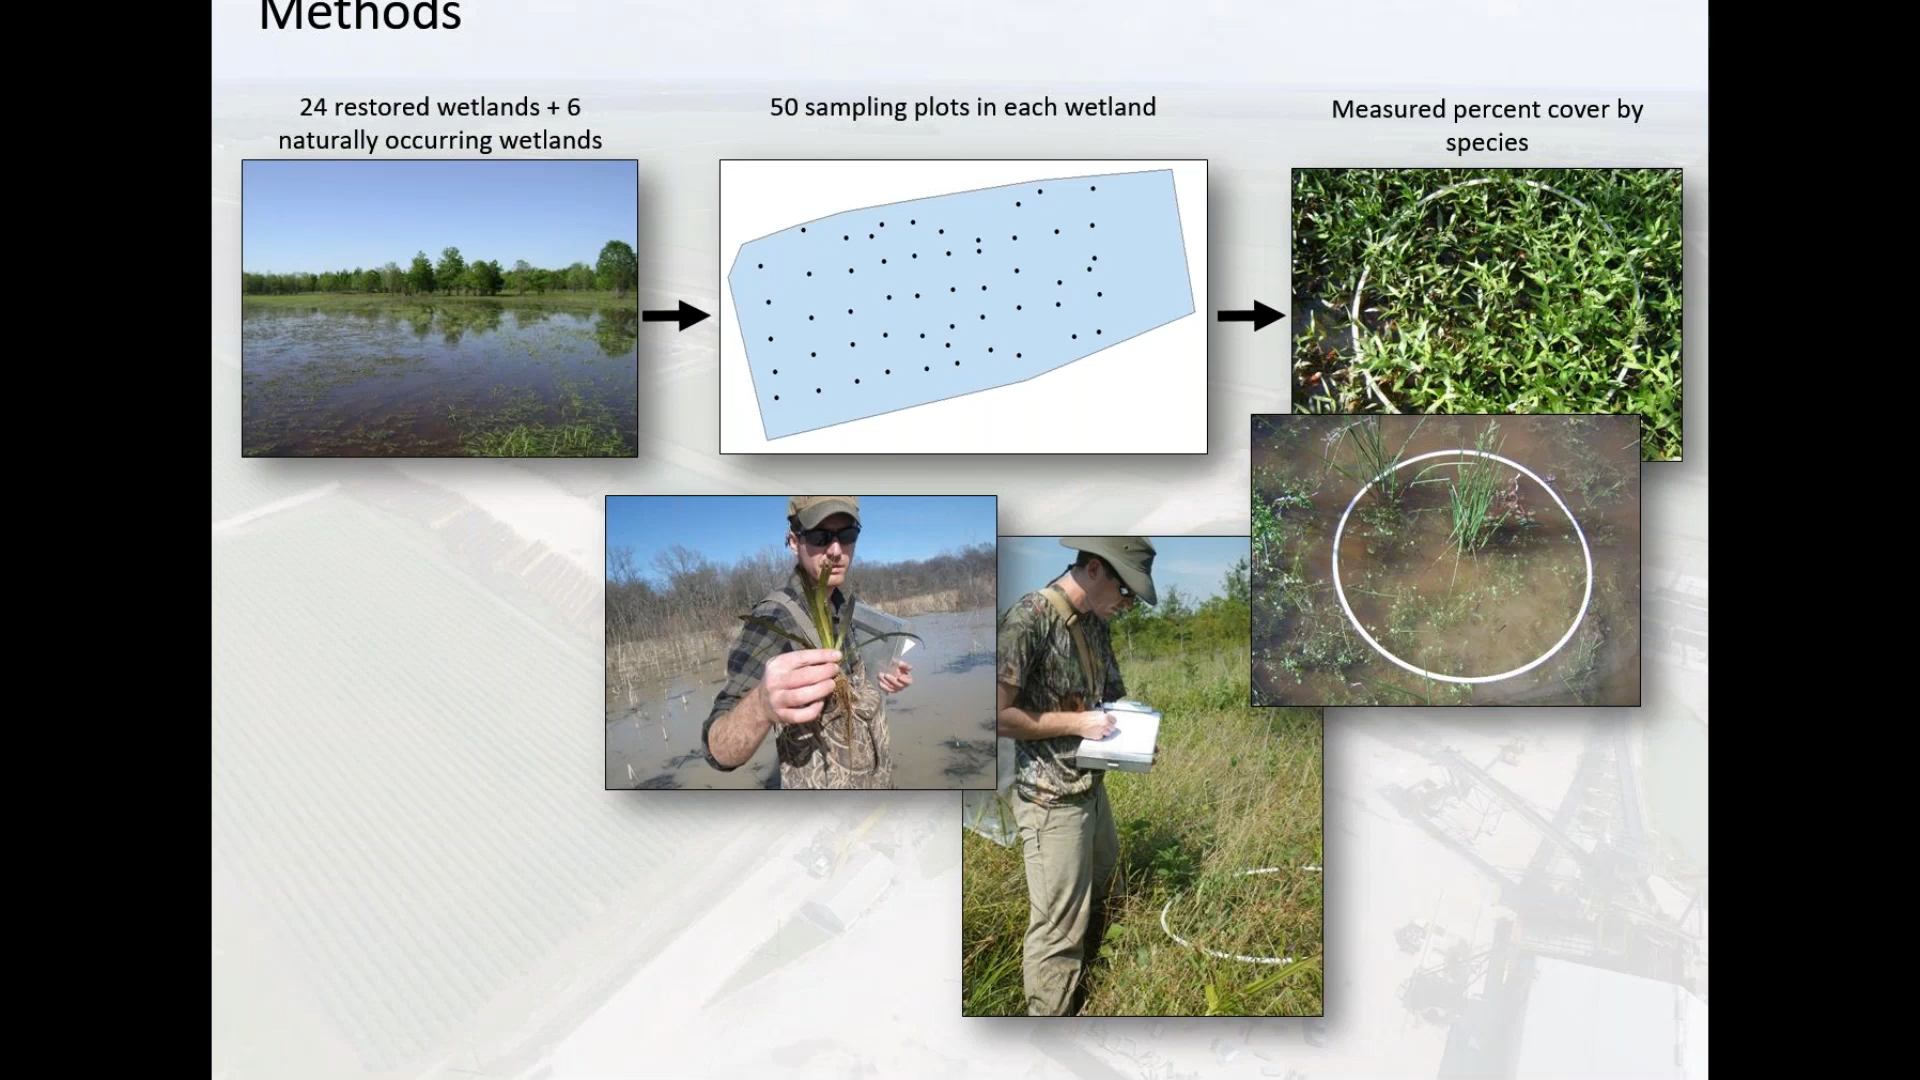 Methods
24 restored wetlands + 6
naturally occurring wetlands
50 sampling plots in each wetland
Measured percent cover by
species